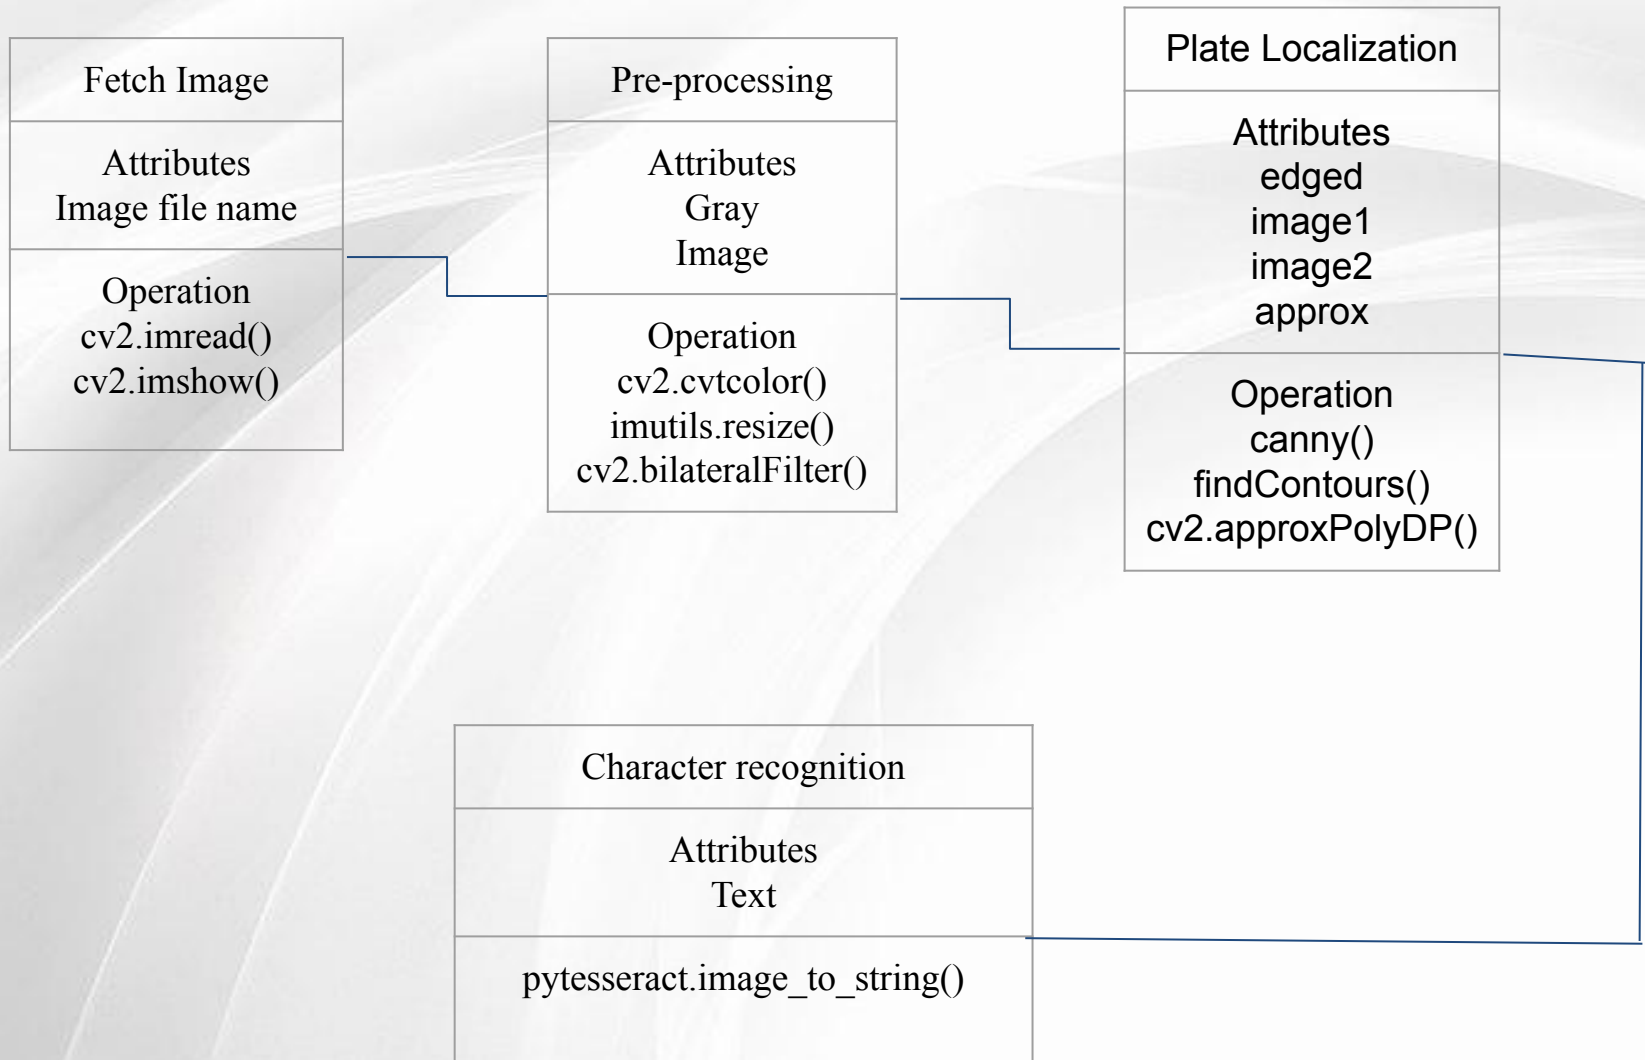 Fetch Image
Attributes
Image file name
Operation
cv2.imread()
cv2.imshow()
Pre-processing
Attributes
Gray
Image
Operation
cv2.cvtcolor()
imutils.resize()
cv2.bilateralFilter()
Plate Localization
Attributes
edged
image1
image2
approx
Operation
canny()
findContours()
cv2.approxPolyDP()
Character recognition
Attributes
Text
pytesseract.image_to_string()